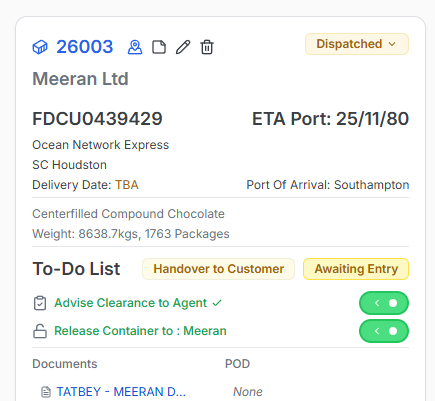 26003
Dispatched
Meeran Ltd
FDCU0439429 ETA Port: 25/11/80
Ocean Network Express
SC Houdston
Delivery Date: TBA Port Of Arrival: Southampton
Centerfilled Compound Chocolate
Weight: 8638.7kgs, 1763 Packages
To-Do List Handover to Customer Awaiting Entry
Advise Clearance to Agent
Release Container to : Meeran
Documents POD
TATBEY - MEERAN D... None